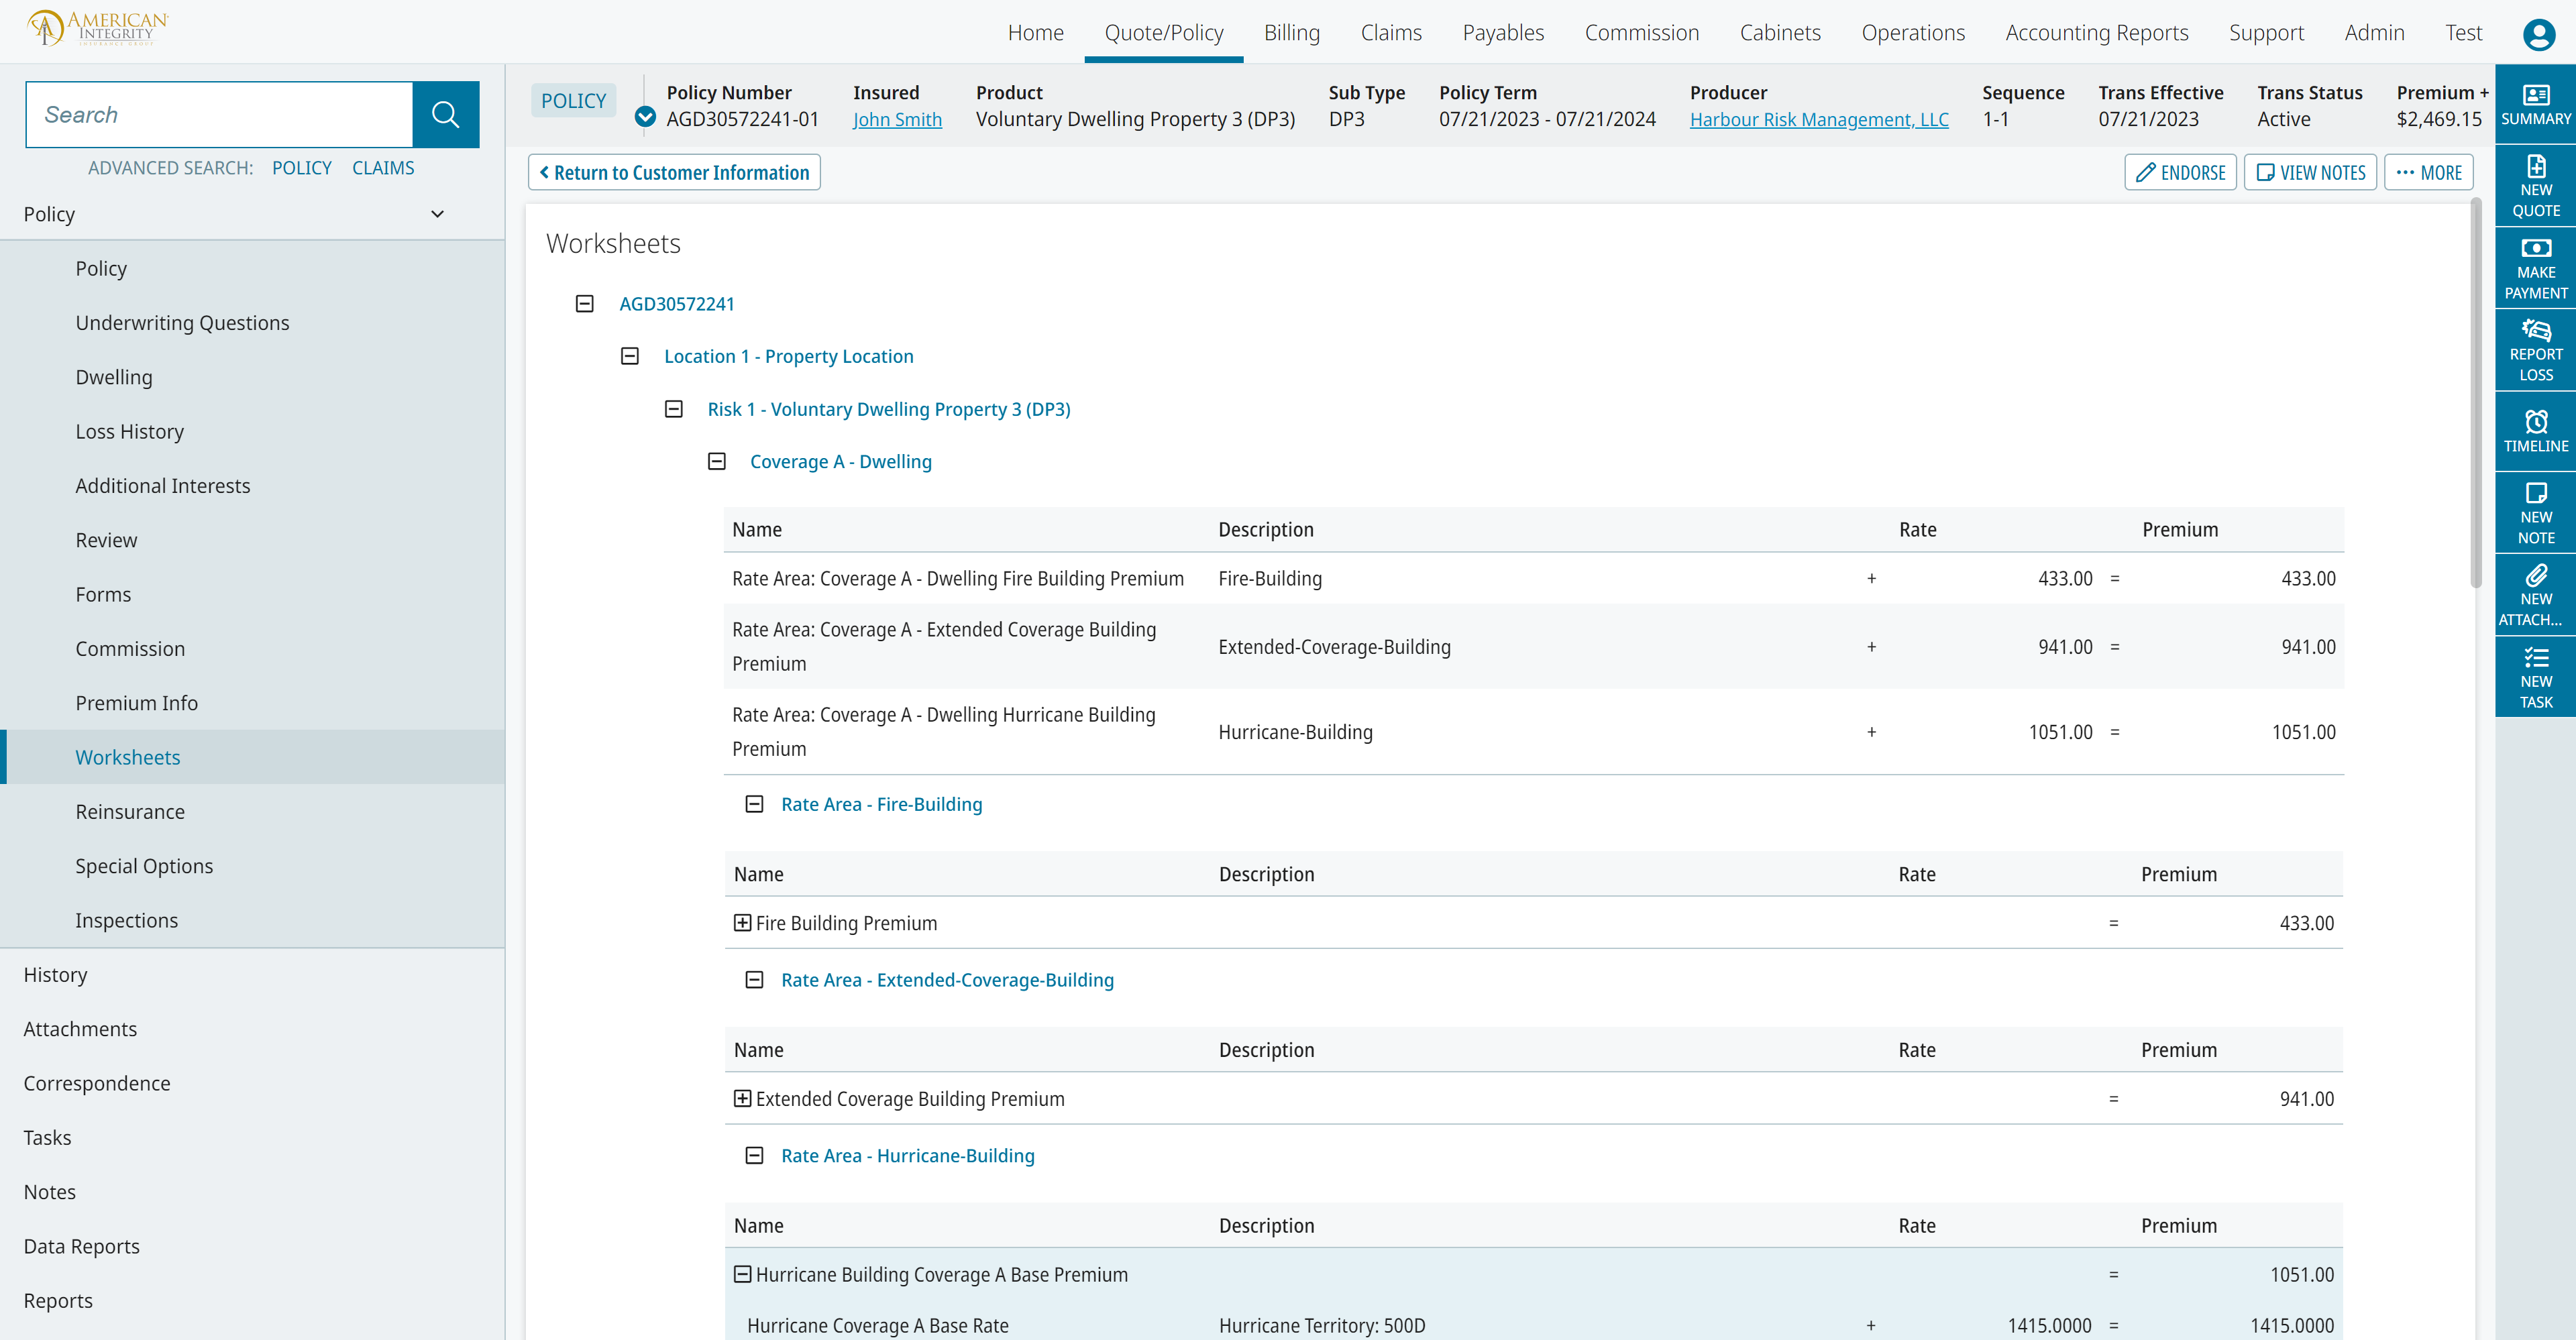 AMERICAN
INTEGRITY
INSURANCE GROUP
Home Quote/Policy Billing Claims Payables Commission Cabinets Operations Accounting Reports Support Admin Test
Search
ADVANCED SEARCH: POLICY CLAIMS
Policy
Policy
Underwriting Questions
Dwelling
Loss History
Additional Interests
Review
Forms
Commission
Premium Info
Worksheets
Reinsurance
Special Options
Inspections
History
Attachments
Correspondence
Tasks
Notes
Data Reports
Reports
POLICY
Policy Number Insured Product Sub Type Policy Term Producer Sequence Trans Effective Trans Status Premium +
AGD30572241-01 John Smith Voluntary Dwelling Property 3 (DP3) DP3 07/21/2023 - 07/21/2024 Harbour Risk Management, LLC 1-1 07/21/2023 Active $2,469.15
Return to Customer Information
ENDORSE VIEW NOTES MORE
Worksheets
AGD30572241
Location 1 - Property Location
Risk 1 - Voluntary Dwelling Property 3 (DP3)
Coverage A - Dwelling
Name Description Rate Premium
Rate Area: Coverage A - Dwelling Fire Building Premium Fire-Building + 433.00 = 433.00
Rate Area: Coverage A - Extended Coverage Building
Premium Extended-Coverage-Building + 941.00 = 941.00
Rate Area: Coverage A - Dwelling Hurricane Building
Premium Hurricane-Building + 1051.00 = 1051.00
Rate Area - Fire-Building
Name Description Rate Premium
Fire Building Premium = 433.00
Rate Area - Extended-Coverage-Building
Name Description Rate Premium
Extended Coverage Building Premium = 941.00
Rate Area - Hurricane-Building
Name Description Rate Premium
Hurricane Building Coverage A Base Premium = 1051.00
Hurricane Coverage A Base Rate Hurricane Territory: 500D + 1415.0000 = 1415.0000
SUMMARY
NEW
QUOTE
MAKE
PAYMENT
REPORT
LOSS
TIMELINE
NEW
NOTE
NEW
ATTACH...
NEW
TASK